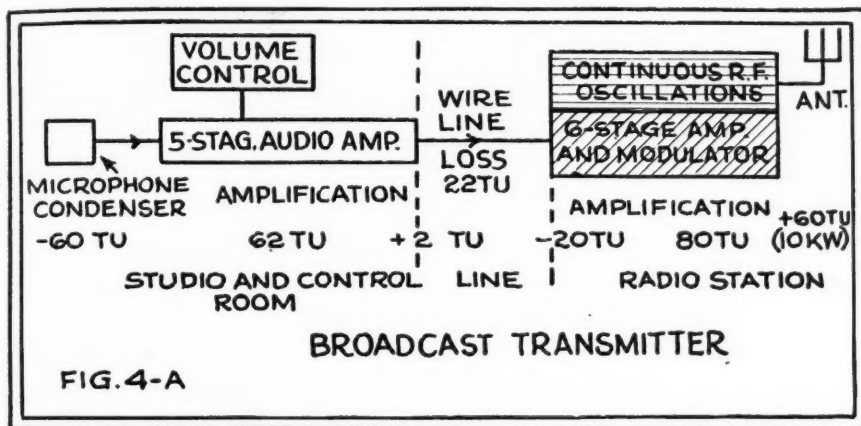 VOLUME
CONTROL
5-STAG. AUDIO AMP.
MICROPHONE
CONDENSER
WIRE
LINE
LOSS
22TU
CONTINUOUS R.F.
OSCILLATIONS
6-STAGE AMP.
AND MODULATOR
ANT.
AMPLIFICATION
AMPLIFICATION
-60 TU
62TU
+2 TU
-20TU
80TU
+60TU
(10KW)
STUDIO AND CONTROL
ROOM
LINE
RADIO STATION
BROADCAST TRANSMITTER
FIG. 4-A